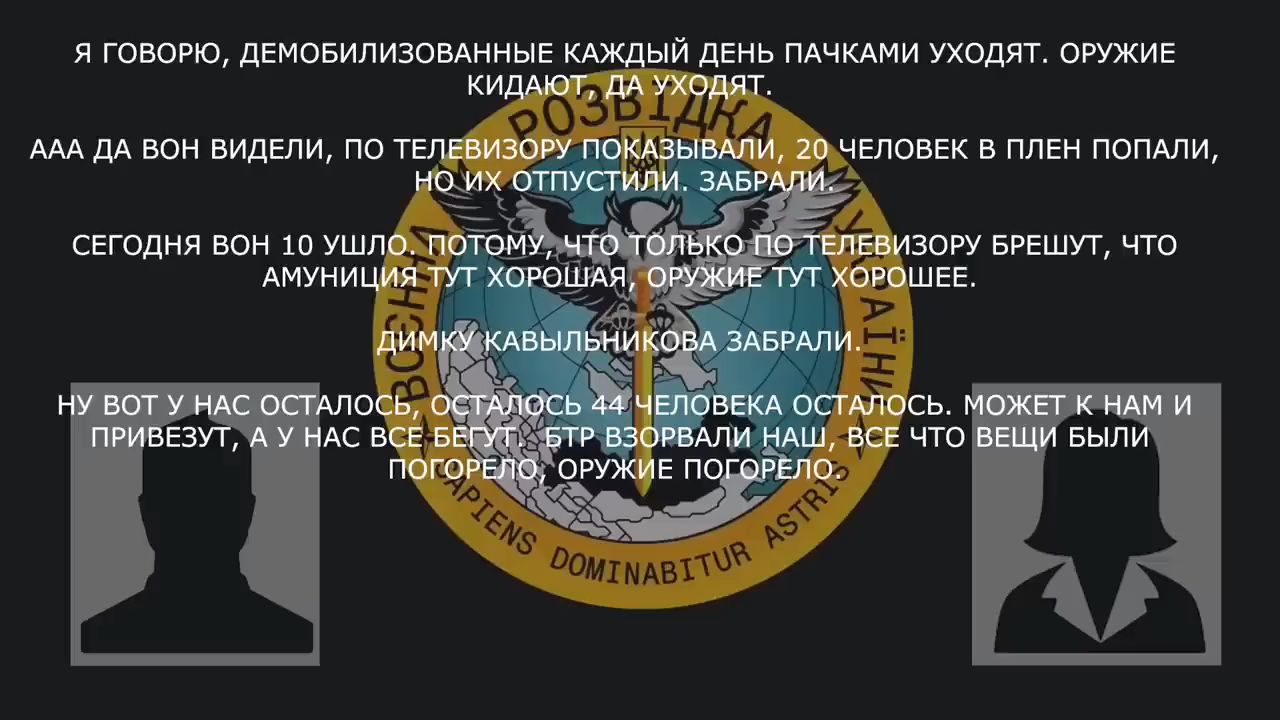 Я ГОВОРЮ, ДЕМОБИЛИЗОВАННЫЕ КАЖДЫЙ ДЕНЬ ПАЧКАМИ УХОДЯТ. ОРУЖИЕ
КИДАЮТ, ДА УХОДЯТ.
РОЗВІДКА
ААА ДА ВОН ВИДЕЛИ, ПО ТЕЛЕВИЗОРУ ПОКАЗЫВАЛИ, 20 ЧЕЛОВЕК В ПЛЕН ПОПАЛИ,
НО ИХ ОТПУСТИЛИ. ЗАБРАЛИ.
СЕГОДНЯ ВОН 10 УШЛО. ПОТОМУ, ЧТО ТОЛЬКО ПО ТЕЛЕВИЗОРУ БРЕШУТ, ЧТО
АМУНИЦИЯ ТУТ ХОРОШАЯ, ОРУЖИЕ ТУТ ХОРОШЕЕ.
ВОЄННА
УКРАЇНИ
ДИМКУ КАВЫЛЬНИКОВА ЗАБРАЛИ.
НУ ВОТ У НАС ОСТАЛОСЬ, ОСТАЛОСЬ 44 ЧЕЛОВЕКА ОСТАЛОСЬ. МОЖЕТ К НАМ И
ПРИВЕЗУТ, А У НАС ВСЕ БЕГУТ. БТР ВЗОРВАЛИ НАШ, ВСЕ ЧТО ВЕЩИ БЫЛИ
ПОГОРЕЛО, ОРУЖИЕ ПОГОРЕЛО.
SAPIENS DOMINABITUR ASTRIS